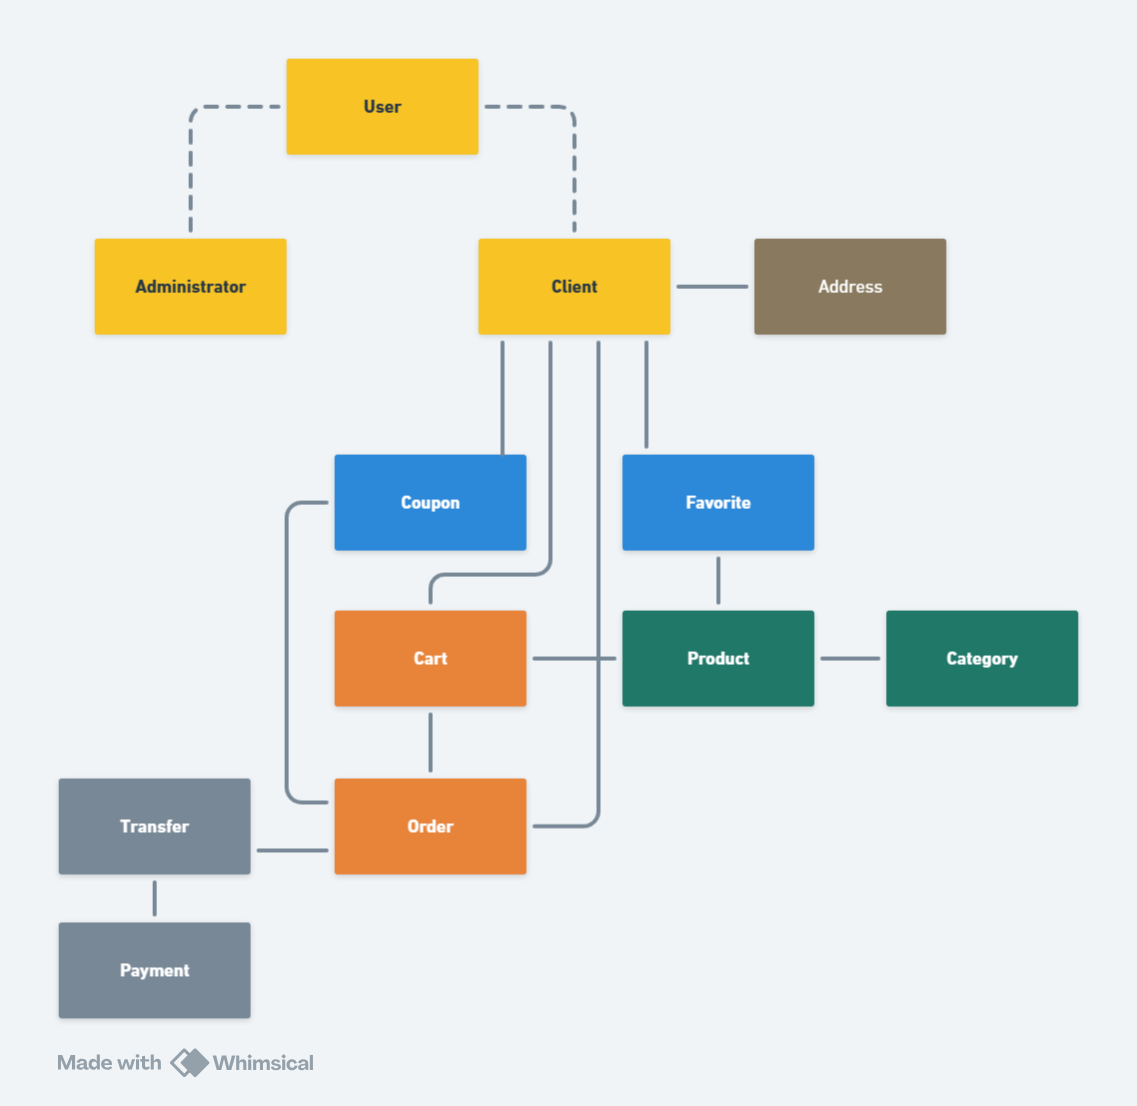 User
Administrator
Client
Address
Coupon
Favorite
Cart
Product
Category
Transfer
Order
Payment
Made with Whimsical